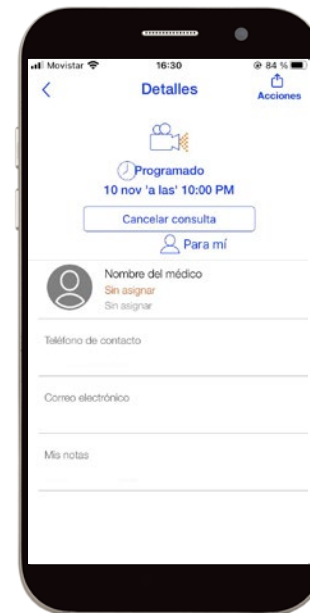 Movistar 16:30 84 %
Detalles
Acciones
Programado
10 nov 'a las' 10:00 PM
Cancelar consulta
Para mí
Nombre del médico
Sin asignar
Sin asignar
Teléfono de contacto
Correo electrónico
Mis notas